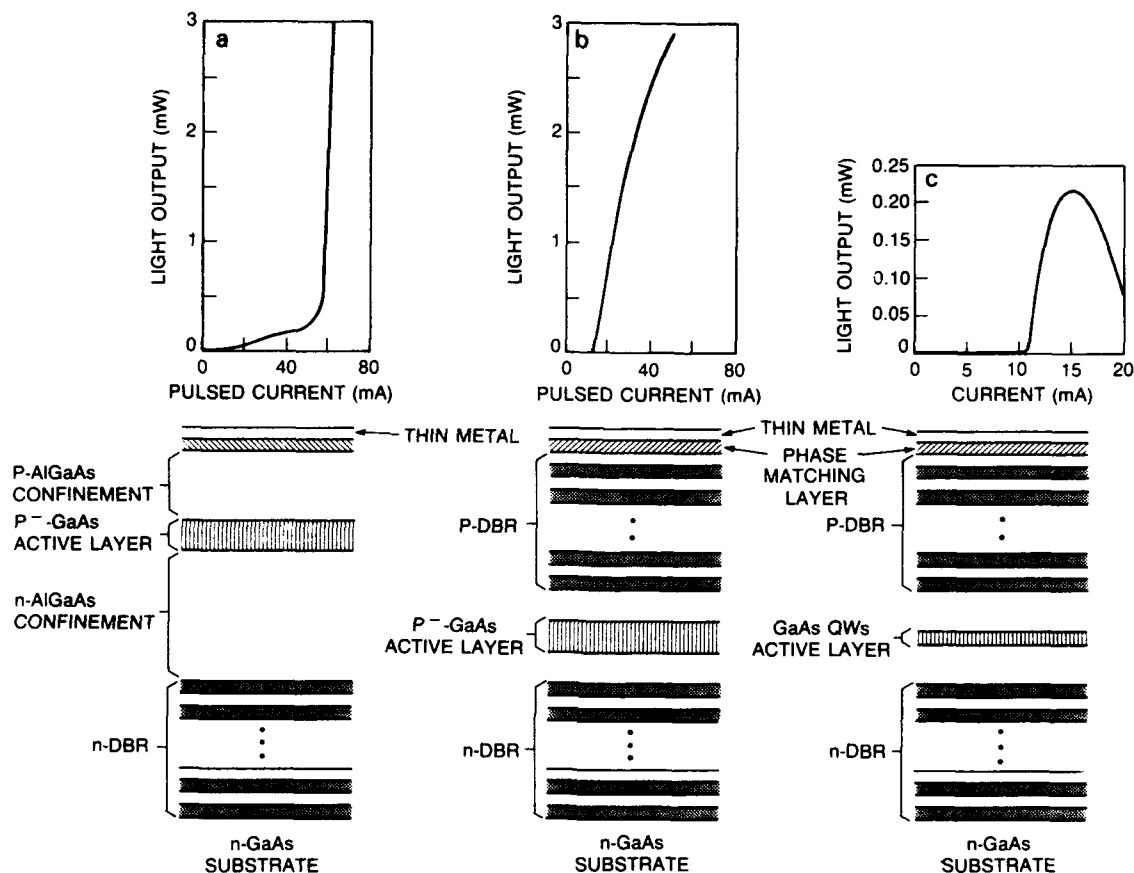 a
3
2
1
0
LIGHT OUTPUT (mW)
0 40 80
PULSED CURRENT (mA)
b
3
2
1
0
LIGHT OUTPUT (mW)
0 40 80
PULSED CURRENT (mA)
c
0.25
0.20
0.15
0.10
0.05
0
LIGHT OUTPUT (mW)
0 5 10 15 20
CURRENT (mA)
THIN METAL
P-AlGaAs
CONFINEMENT
P⁻-GaAs
ACTIVE LAYER
n-AlGaAs
CONFINEMENT
n-DBR
n-GaAs
SUBSTRATE
THIN METAL
PHASE
MATCHING
LAYER
P-DBR
P⁻-GaAs
ACTIVE LAYER
n-DBR
n-GaAs
SUBSTRATE
P-DBR
GaAs QWs
ACTIVE LAYER
n-DBR
n-GaAs
SUBSTRATE